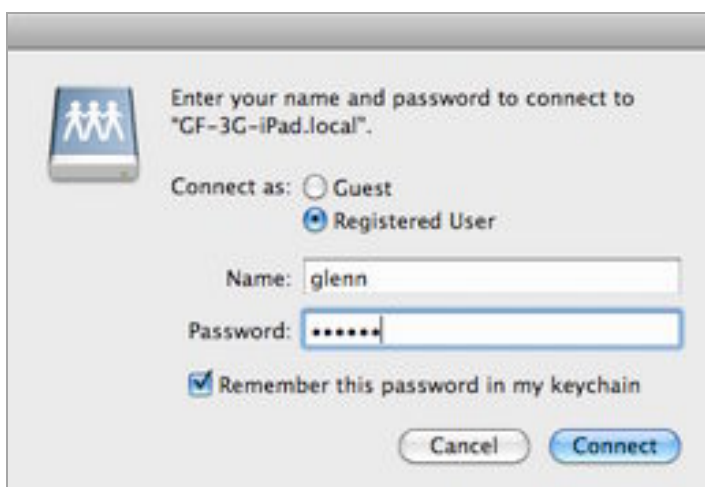 Enter your name and password to connect to
"GF-3G-iPad.local".
Connect as: Guest
Registered User
Name: glenn
Password: ••••••
Remember this password in my keychain
Cancel Connect